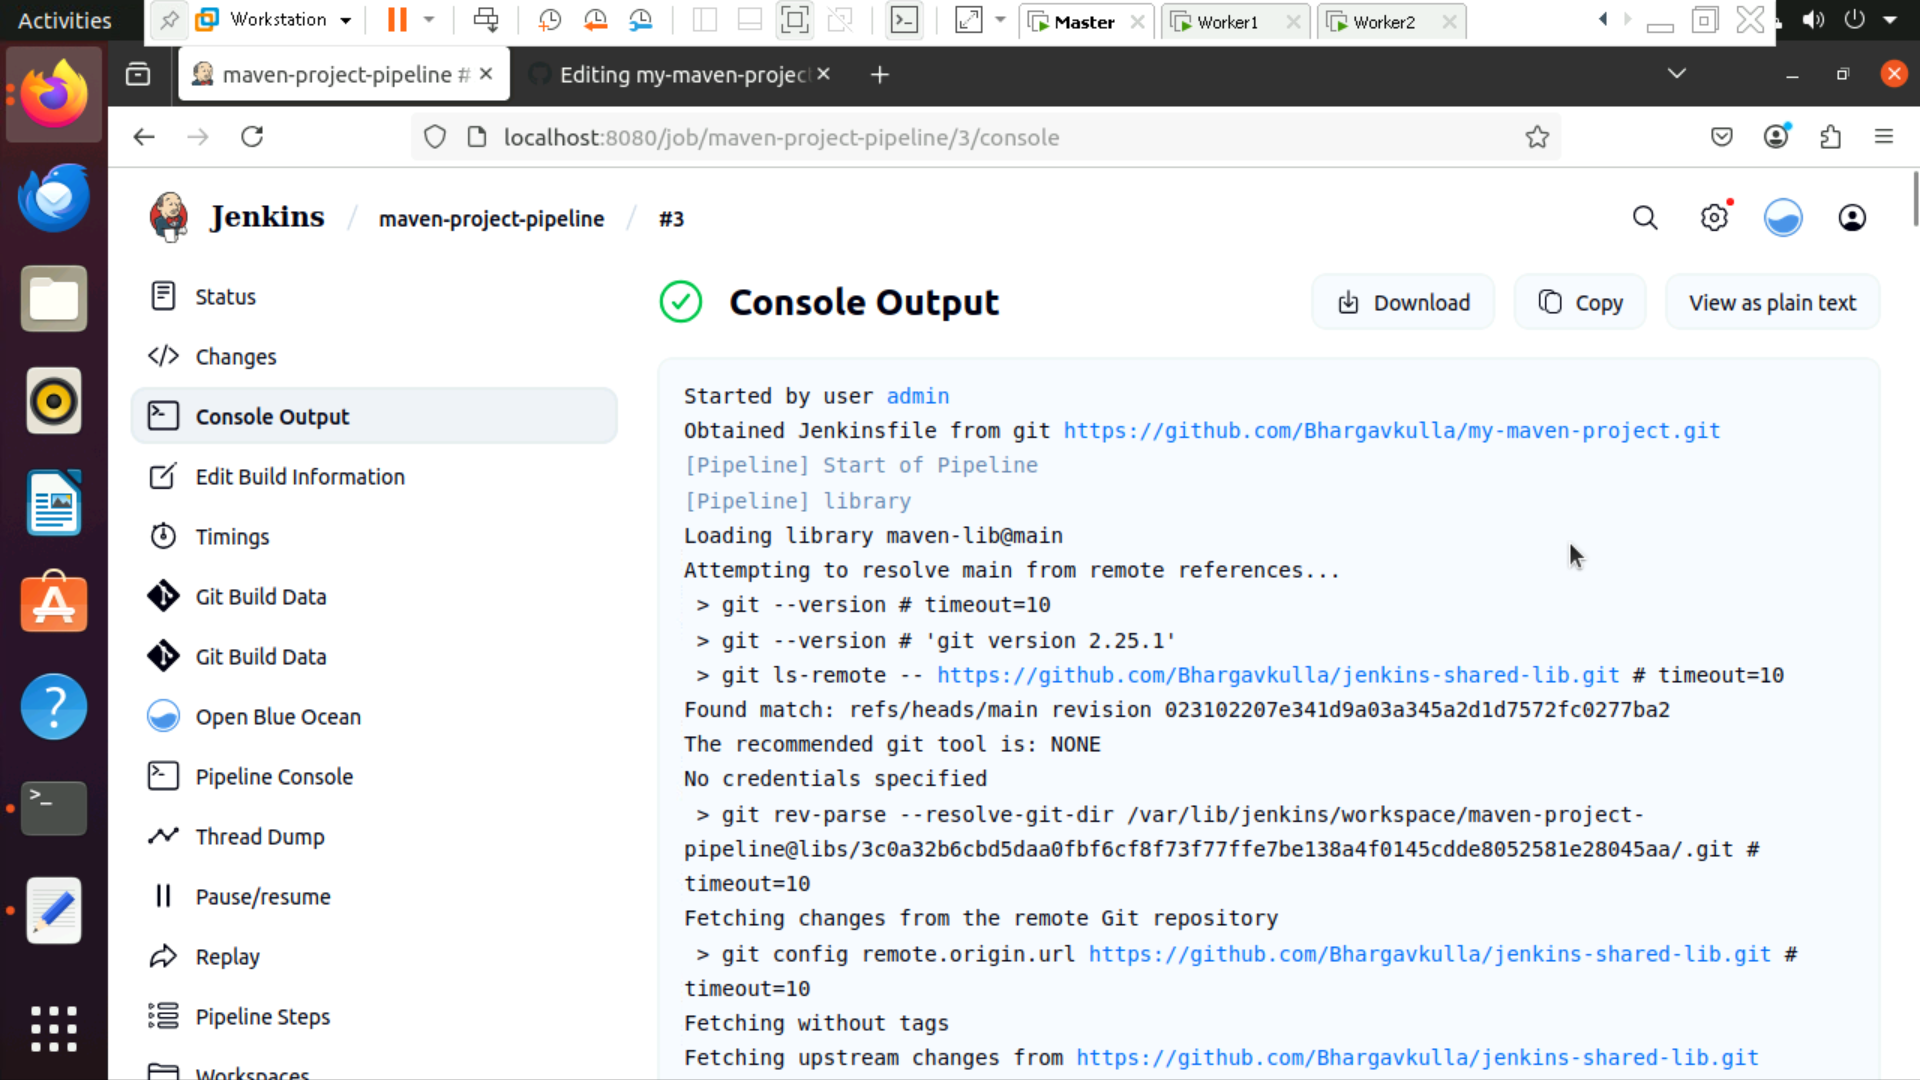 Activities
Workstation
Master
Worker1
Worker2
maven-project-pipeline #
Editing my-maven-projec
localhost:8080/job/maven-project-pipeline/3/console
Jenkins / maven-project-pipeline / #3
Status
Changes
Console Output
Edit Build Information
Timings
Git Build Data
Git Build Data
Open Blue Ocean
Pipeline Console
Thread Dump
Pause/resume
Replay
Pipeline Steps
Workspaces
Console Output
Download
Copy
View as plain text
Started by user admin
Obtained Jenkinsfile from git https://github.com/Bhargavkulla/my-maven-project.git
[Pipeline] Start of Pipeline
[Pipeline] library
Loading library maven-lib@main
Attempting to resolve main from remote references...
> git --version # timeout=10
> git --version # 'git version 2.25.1'
> git ls-remote -- https://github.com/Bhargavkulla/jenkins-shared-lib.git # timeout=10
Found match: refs/heads/main revision 023102207e341d9a03a345a2d1d7572fc0277ba2
The recommended git tool is: NONE
No credentials specified
> git rev-parse --resolve-git-dir /var/lib/jenkins/workspace/maven-project-
pipeline@libs/3c0a32b6cbd5daa0fbf6cf8f73f77ffe7be138a4f0145cdde8052581e28045aa/.git #
timeout=10
Fetching changes from the remote Git repository
> git config remote.origin.url https://github.com/Bhargavkulla/jenkins-shared-lib.git #
timeout=10
Fetching without tags
Fetching upstream changes from https://github.com/Bhargavkulla/jenkins-shared-lib.git